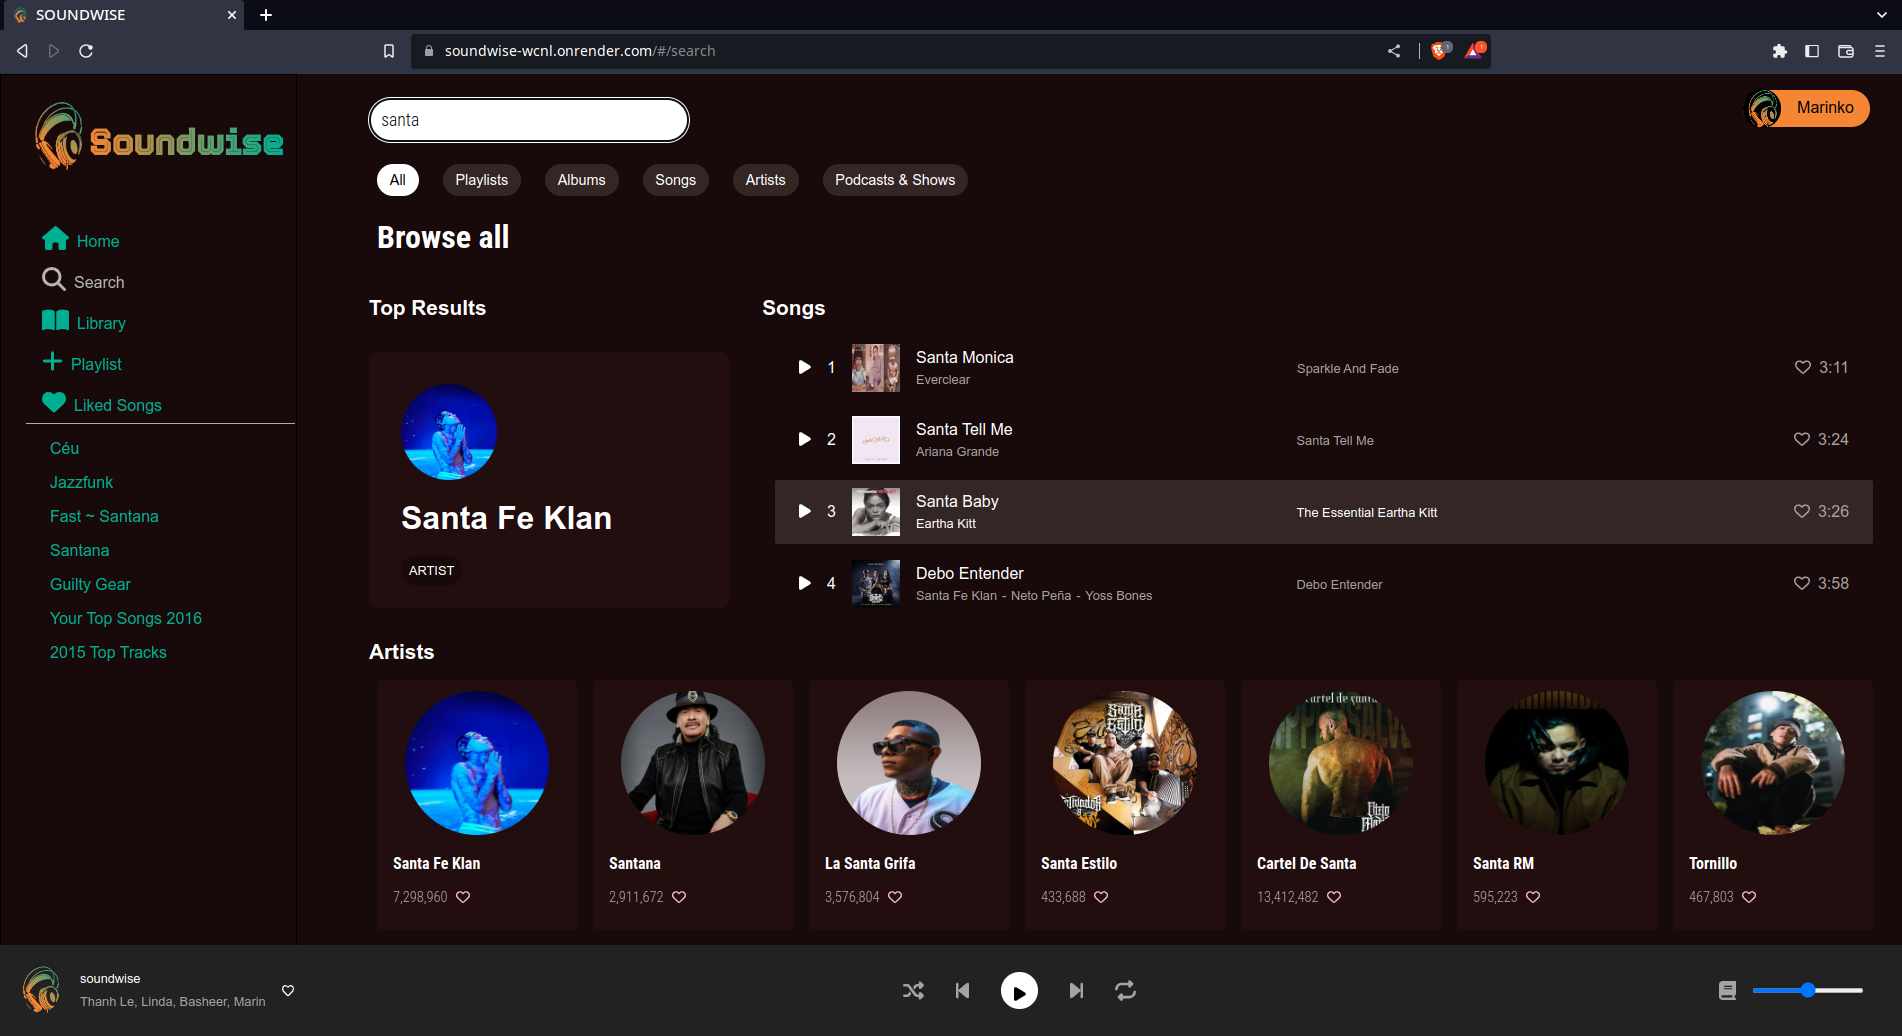 SOUNDWISE
soundwise-wcnl.onrender.com/#/search
1
1
Soundwise
santa
Marinko
All
Playlists
Albums
Songs
Artists
Podcasts & Shows
Browse all
Home
Search
Library
Playlist
Liked Songs
Céu
Jazzfunk
Fast ~ Santana
Santana
Guilty Gear
Your Top Songs 2016
2015 Top Tracks
Top Results
Santa Fe Klan
ARTIST
Songs
1
Santa Monica
Everclear
Sparkle And Fade
3:11
2
Santa Tell Me
Ariana Grande
Santa Tell Me
3:24
3
Santa Baby
Eartha Kitt
The Essential Eartha Kitt
3:26
4
Debo Entender
Santa Fe Klan - Neto Peña - Yoss Bones
Debo Entender
3:58
Artists
Santa Fe Klan
7,298,960
Santana
2,911,672
La Santa Grifa
3,576,804
Santa
Estilo
Santa Estilo
433,688
Cartel De Santa
13,412,482
Santa RM
595,223
Tornillo
467,803
soundwise
Thanh Le, Linda, Basheer, Marin